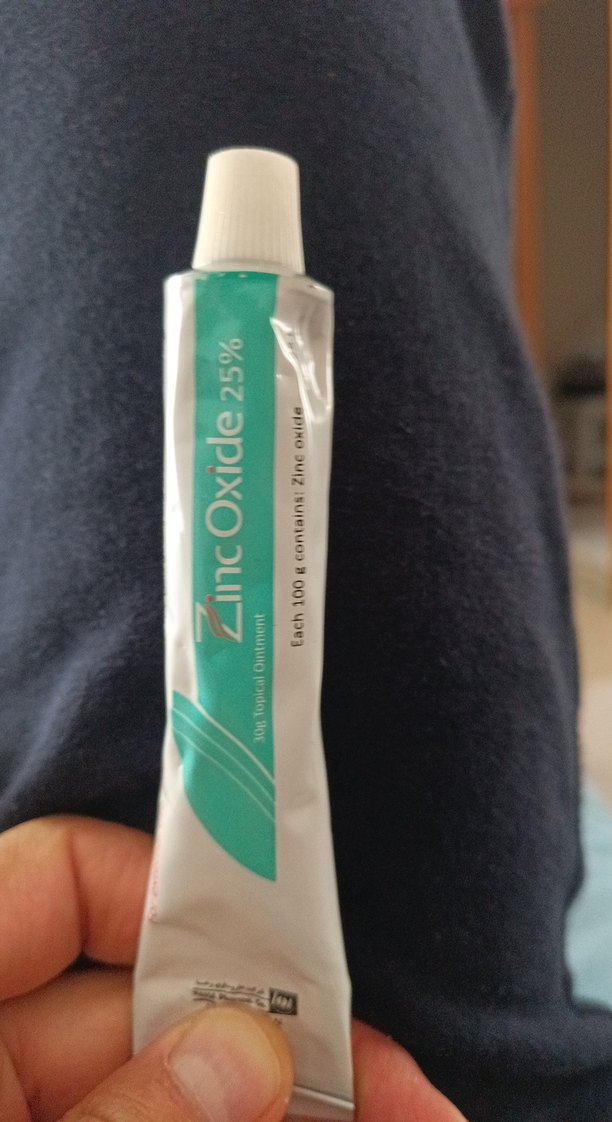 Zinc Oxide 25%
30g Topical Ointment
Each 100 g contains: Zinc oxide